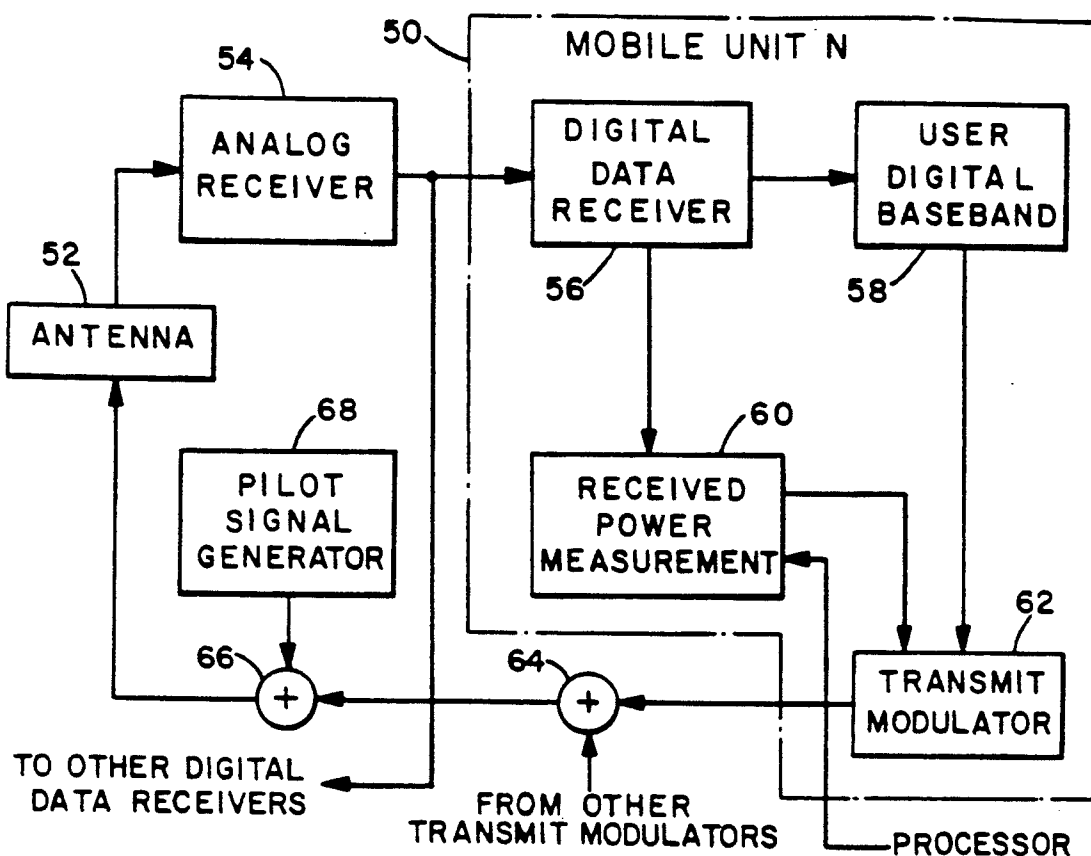 50
MOBILE UNIT N
54
ANALOG
RECEIVER
DIGITAL
DATA
RECEIVER
56
USER
DIGITAL
BASEBAND
58
52
ANTENNA
68
PILOT
SIGNAL
GENERATOR
60
RECEIVED
POWER
MEASUREMENT
62
TRANSMIT
MODULATOR
66
+
64
+
TO OTHER DIGITAL
DATA RECEIVERS
FROM OTHER
TRANSMIT MODULATORS
PROCESSOR